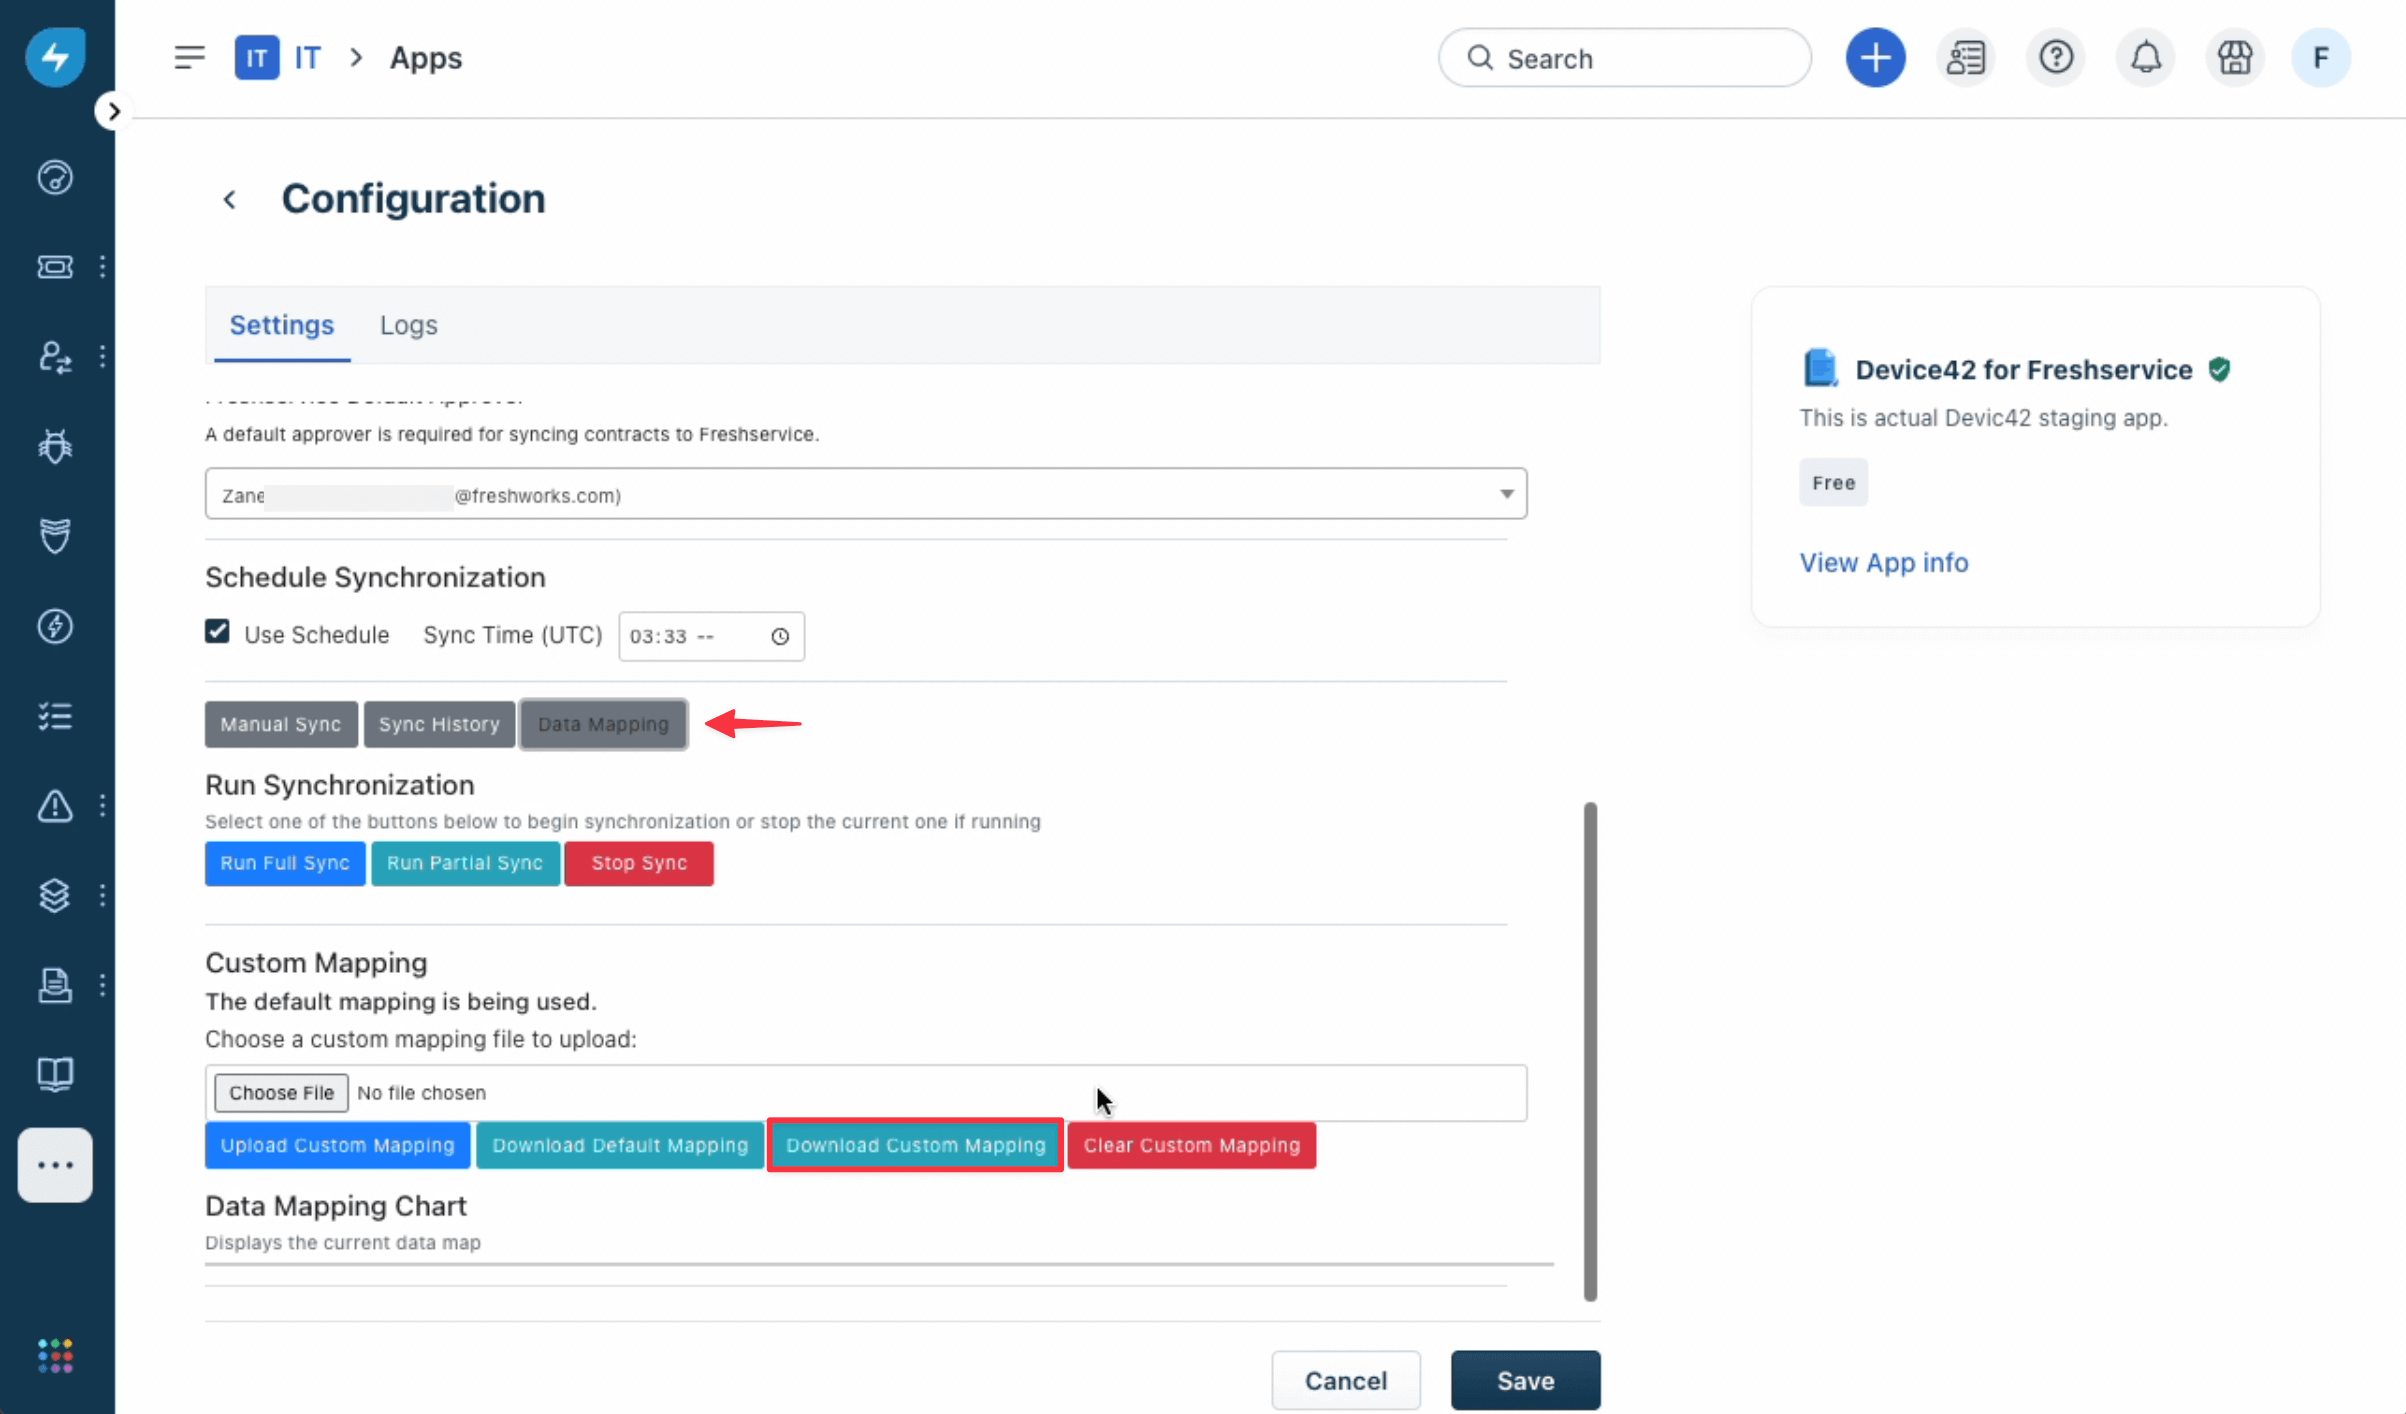 IT IT > Apps
Search
F
Configuration
Settings Logs
A default approver is required for syncing contracts to Freshservice.
Zane @freshworks.com)
Schedule Synchronization
Use Schedule Sync Time (UTC) 03:33 --
Manual Sync Sync History Data Mapping
Run Synchronization
Select one of the buttons below to begin synchronization or stop the current one if running
Run Full Sync Run Partial Sync Stop Sync
Custom Mapping
The default mapping is being used.
Choose a custom mapping file to upload:
Choose File No file chosen
Upload Custom Mapping Download Default Mapping Download Custom Mapping Clear Custom Mapping
Data Mapping Chart
Displays the current data map
Cancel Save
Device42 for Freshservice
This is actual Devic42 staging app.
Free
View App info